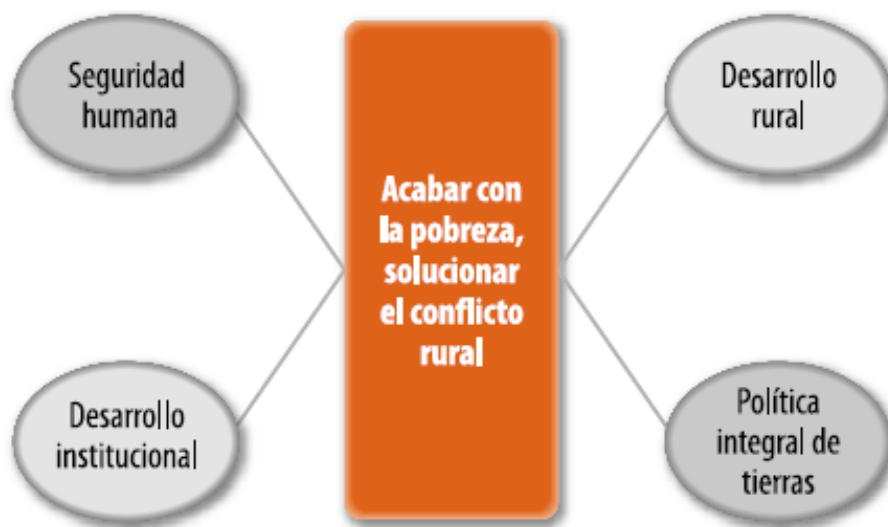 Seguridad
humana
Desarrollo
rural
Acabar con
la pobreza,
solucionar
el conflicto
rural
Desarrollo
institucional
Política
integral de
tierras